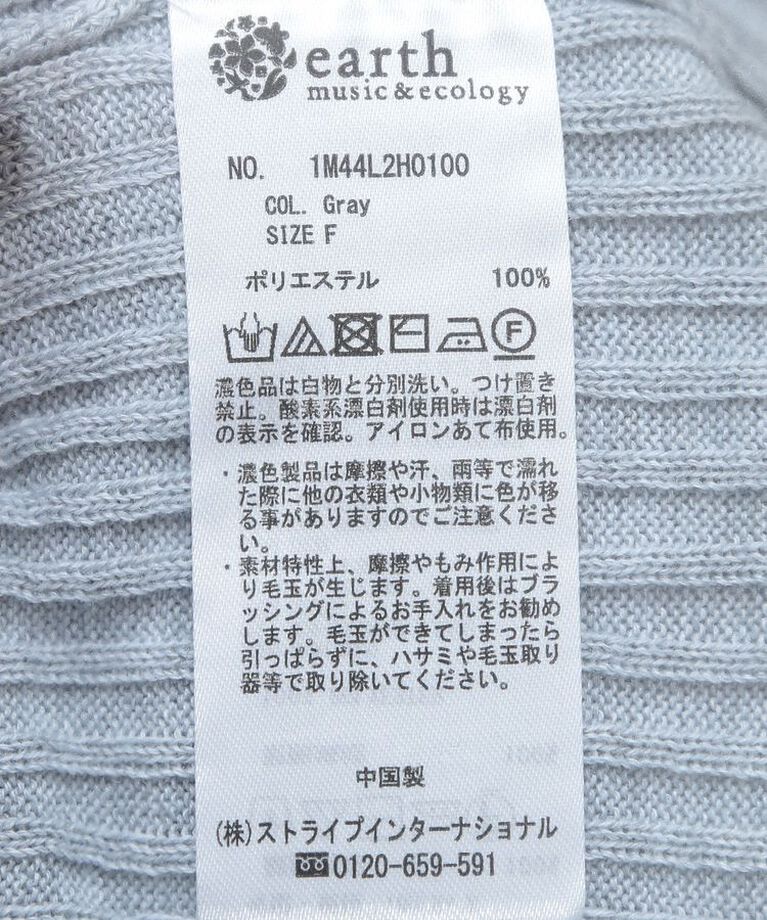 earth
music&ecology
NO. 1M44L2H0100
COL. Gray
SIZE F
ポリエステル 100%
F
濃色品は白物と分別洗い。つけ置き
禁止。酸素系漂白剤使用時は漂白剤
の表示を確認。アイロンあて布使用。
・濃色製品は摩擦や汗、雨等で濡れ
た際に他の衣類や小物類に色が移
る事がありますのでご注意くださ
い。
・素材特性上、摩擦やもみ作用によ
り毛玉が生じます。着用後はブラ
ッシングによるお手入れをお勧め
します。毛玉ができてしまったら
引っぱらずに、ハサミや毛玉取り
器等で取り除いてください。
中国製
(株)ストライプインターナショナル
0120-659-591